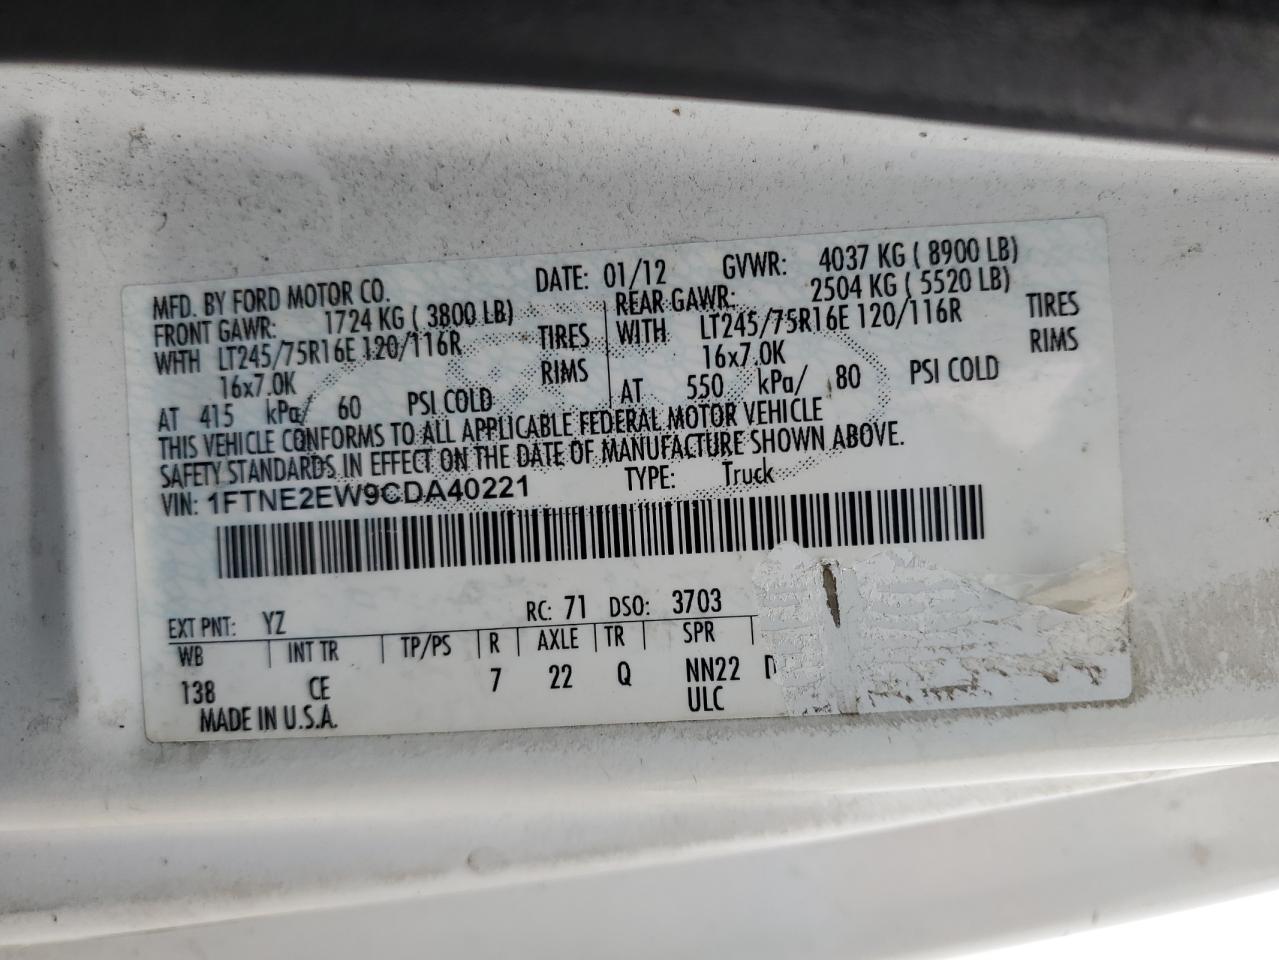 MFD. BY FORD MOTOR CO. DATE: 01/12 GVWR: 4037 KG ( 8900 LB)
FRONT GAWR: 1724 KG ( 3800 LB) REAR GAWR: 2504 KG ( 5520 LB)
WITH LT245/75R16E 120/116R TIRES WITH LT245/75R16E 120/116R TIRES
16x7.0K RIMS 16x7.0K RIMS
AT 415 kPa/ 60 PSI COLD AT 550 kPa/ 80 PSI COLD
THIS VEHICLE CONFORMS TO ALL APPLICABLE FEDERAL MOTOR VEHICLE
SAFETY STANDARDS IN EFFECT ON THE DATE OF MANUFACTURE SHOWN ABOVE.
VIN: 1FTNE2EW9CDA40221 TYPE: Truck
EXT PNT: YZ RC: 71 DSO: 3703
WB INT TR TP/PS R AXLE TR SPR
138 CE 7 22 Q NN22
ULC
MADE IN U.S.A.